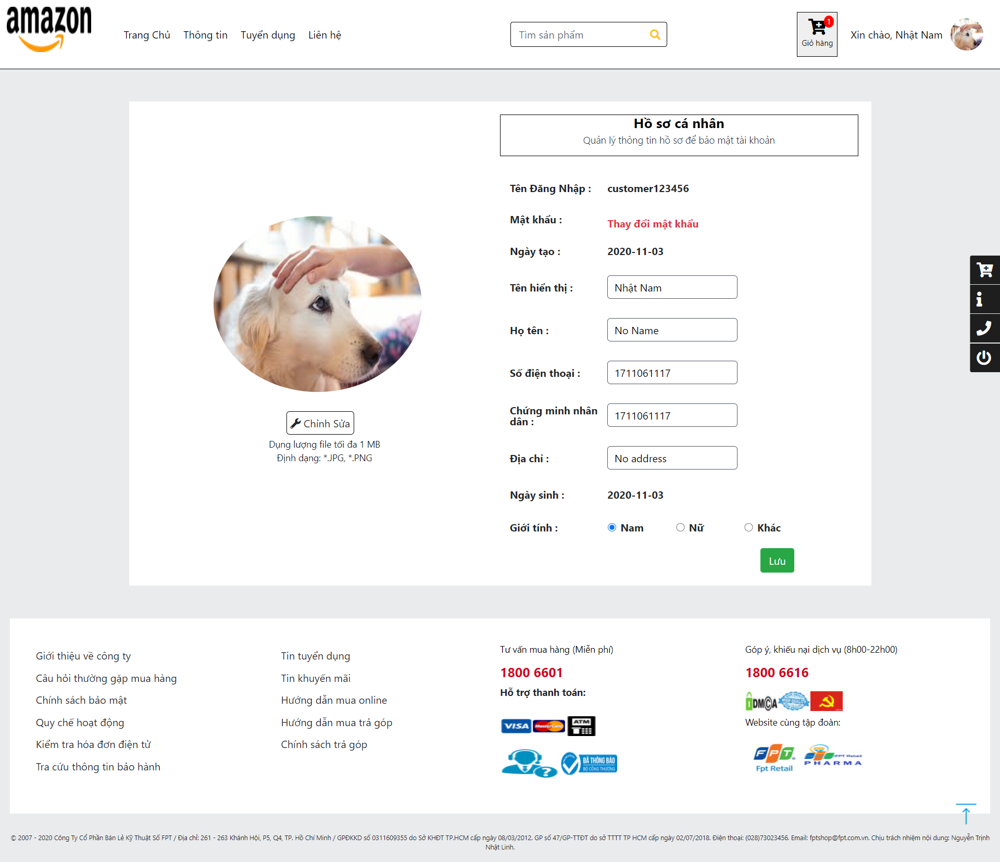 amazon
Trang Chủ Thông tin Tuyển dụng Liên hệ
Tìm sản phẩm
1
Giỏ hàng
Xin chào, Nhật Nam
Hồ sơ cá nhân
Quản lý thông tin hồ sơ để bảo mật tài khoản
Tên Đăng Nhập : customer123456
Mật khẩu : Thay đổi mật khẩu
Ngày tạo : 2020-11-03
Tên hiển thị : Nhật Nam
Họ tên : No Name
Số điện thoại : 1711061117
Chứng minh nhân
dân : 1711061117
Địa chỉ : No address
Ngày sinh : 2020-11-03
Giới tính : Nam Nữ Khác
Lưu
Chỉnh Sửa
Dụng lượng file tối đa 1 MB
Định dạng: *.JPG, *.PNG
Giới thiệu về công ty
Câu hỏi thường gặp mua hàng
Chính sách bảo mật
Quy chế hoạt động
Kiểm tra hóa đơn điện tử
Tra cứu thông tin bảo hành
Tin tuyển dụng
Tin khuyến mãi
Hướng dẫn mua online
Hướng dẫn mua trả góp
Chính sách trả góp
Tư vấn mua hàng (Miễn phí)
1800 6601
Hỗ trợ thanh toán:
VISA MasterCard ATM
ĐÃ THÔNG BÁO
BỘ CÔNG THƯƠNG
Góp ý, khiếu nại dịch vụ (8h00-22h00)
1800 6616
DMCA HIGH QUALITY
Website cùng tập đoàn:
FPT
Fpt Retail
FPT Retail
PHARMA
© 2007 - 2020 Công Ty Cổ Phần Bán Lẻ Kỹ Thuật Số FPT / Địa chỉ: 261 - 263 Khánh Hội, P5, Q4, TP. Hồ Chí Minh / GPĐKKD số 0311609355 do Sở KHĐT TP.HCM cấp ngày 08/03/2012. GP số 47/GP-TTĐT do sở TTTT TP HCM cấp ngày 02/07/2018. Điện thoại: (028)73023456. Email: fptshop@fpt.com.vn. Chịu trách nhiệm nội dung: Nguyễn Trịnh
Nhật Linh.